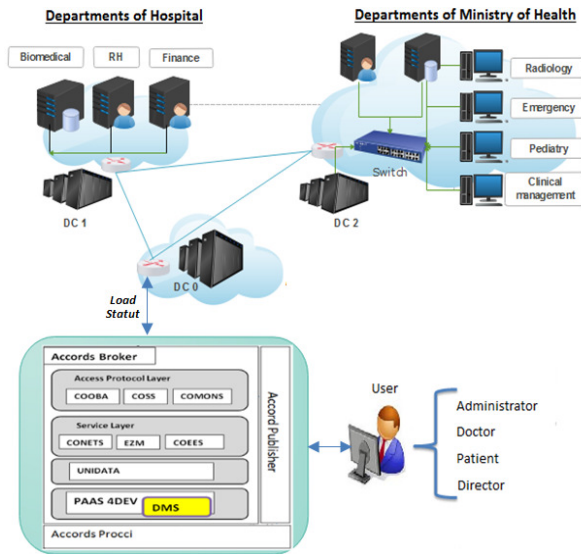 Departments of Hospital
Departments of Ministry of Health
Biomedical
RH
Finance
Radiology
Emergency
Pediatry
Clinical
management
Switch
DC 1
DC 2
DC 0
Load
Statut
Accords Broker
Access Protocol Layer
COOBA
COSS
COMONS
Service Layer
CONETS
EZM
COEES
UNIDATA
PAAS 4DEV
DMS
Accord Publisher
Accords Procci
User
Administrator
Doctor
Patient
Director